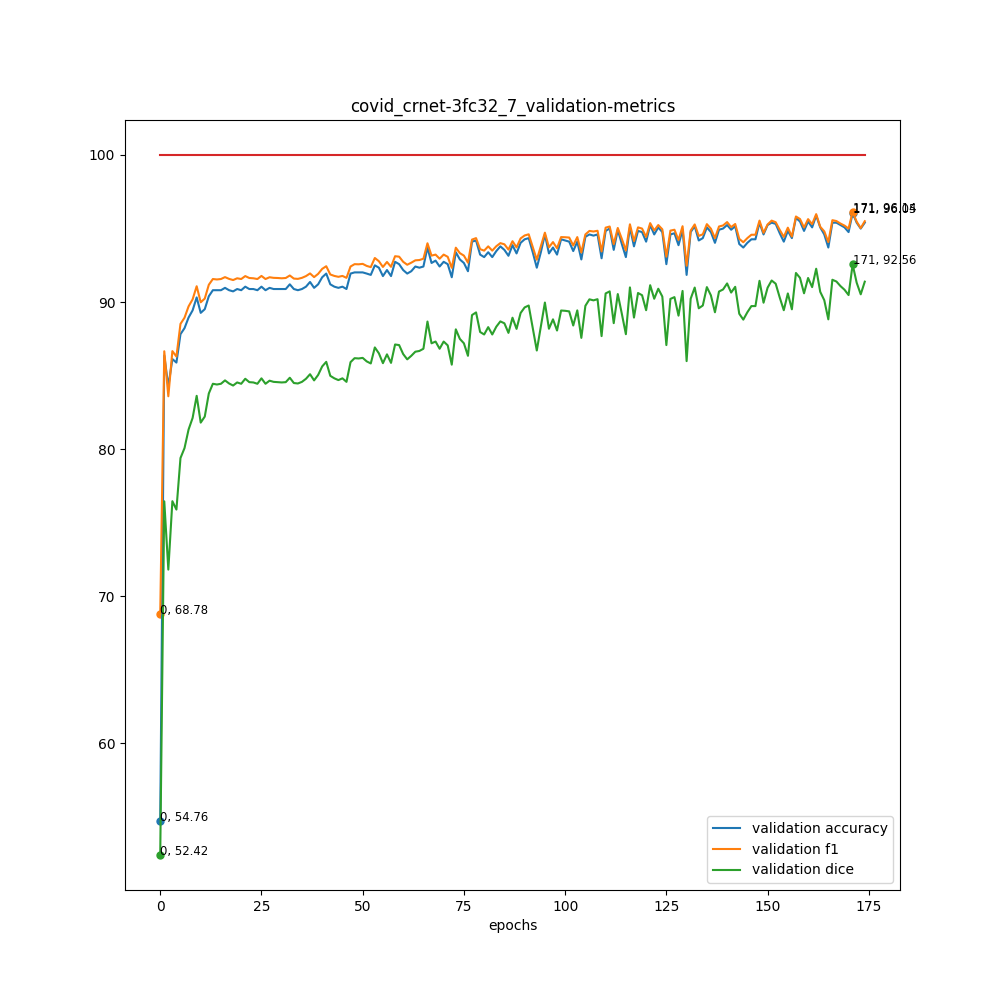 covid_crnet-3fc32_7_validation-metrics
100
90
80
70
60
171, 92.56
0, 68.78
0, 54.76
0, 52.42
validation accuracy
validation f1
validation dice
0 25 50 75 100 125 150 175
epochs